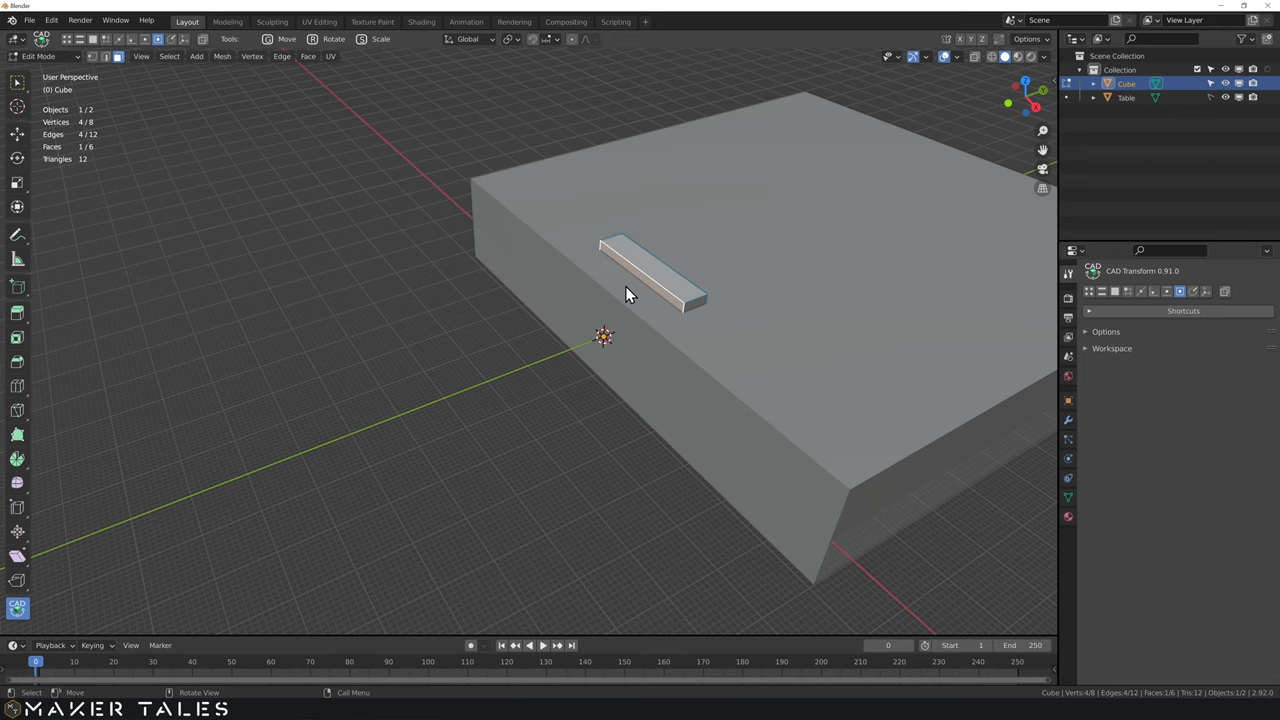 Blender
File Edit Render Window Help Layout Modeling Sculpting UV Editing Texture Paint Shading Animation Rendering Compositing Scripting + Scene View Layer
CAD Tools: Move Rotate Scale Global X Y Z Options
Edit Mode View Select Add Mesh Vertex Edge Face UV
User Perspective
(0) Cube
Objects 1 / 2
Vertices 4 / 8
Edges 4 / 12
Faces 1 / 6
Triangles 12
Z
Y
X
CAD
Scene Collection
Collection
Cube
Table
CAD CAD Transform 0.91.0
Shortcuts
Options
Workspace
Playback Keying View Marker 0 Start 1 End 250
0 10 20 30 40 50 60 70 80 90 100 110 120 130 140 150 160 170 180 190 200 210 220 230 240 250
Select Move Rotate View Call Menu Cube | Verts:4/8 | Edges:4/12 | Faces:1/6 | Tris:12 | Objects:1/2 | 2.92.0
MAKER TALES